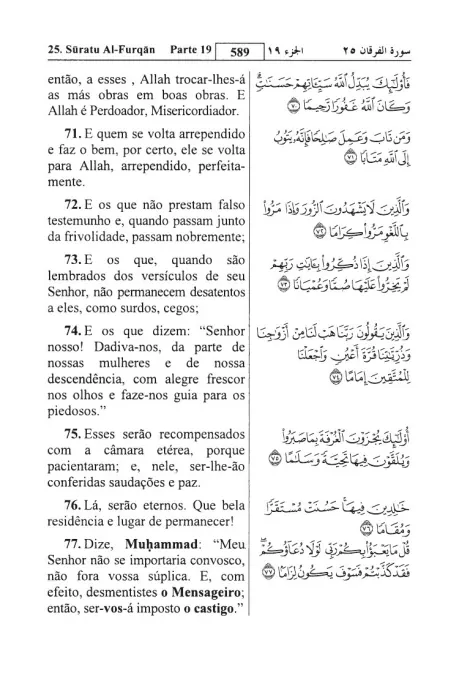 25. Sūratu Al-Furqān Parte 19 589 الجزء ١٩ سورة الفرقان ٢٥
então, a esses , Allah trocar-lhes-á
as más obras em boas obras. E
Allah é Perdoador, Misericordiador.
71. E quem se volta arrependido
e faz o bem, por certo, ele se volta
para Allah, arrependido, perfeita-
mente.
72. E os que não prestam falso
testemunho e, quando passam junto
da frivolidade, passam nobremente;
73. E os que, quando são
lembrados dos versículos de seu
Senhor, não permanecem desatentos
a eles, como surdos, cegos;
74. E os que dizem: “Senhor
nosso! Dadiva-nos, da parte de
nossas mulheres e de nossa
descendência, com alegre frescor
nos olhos e faze-nos guia para os
piedosos.”
75. Esses serão recompensados
com a câmara etérea, porque
pacientaram; e, nele, ser-lhe-ão
conferidas saudações e paz.
76. Lá, serão eternos. Que bela
residência e lugar de permanecer!
77. Dize, Muḥammad: “Meu
Senhor não se importaria convosco,
não fora vossa súplica. E, com
efeito, desmentistes o Mensageiro;
então, ser-vos-á imposto o castigo.”
فَأُوْلَٰٓئِكَ يُبَدِّلُ ٱللَّهُ سَيِّـَٔاتِهِمْ حَسَنَٰتٍۗ
وَكَانَ ٱللَّهُ غَفُورًا رَّحِيمًا ٧٠
وَمَن تَابَ وَعَمِلَ صَٰلِحًا فَإِنَّهُۥ يَتُوبُ
إِلَى ٱللَّهِ مَتَابًا ٧١
وَٱلَّذِينَ لَا يَشْهَدُونَ ٱلزُّورَ وَإِذَا مَرُّواْ
بِٱللَّغْوِ مَرُّواْ كِرَامًا ٧٢
وَٱلَّذِينَ إِذَا ذُكِّرُواْ بِـَٔايَٰتِ رَبِّهِمْ
لَمْ يَخِرُّواْ عَلَيْهَا صُمًّا وَعُمْيَانًا ٧٣
وَٱلَّذِينَ يَقُولُونَ رَبَّنَا هَبْ لَنَا مِنْ أَزْوَٰجِنَا
وَذُرِّيَّٰتِنَا قُرَّةَ أَعْيُنٍ وَٱجْعَلْنَا
لِلْمُتَّقِينَ إِمَامًا ٧٤
أُوْلَٰٓئِكَ يُجْزَوْنَ ٱلْغُرْفَةَ بِمَا صَبَرُواْ
وَيُلَقَّوْنَ فِيهَا تَحِيَّةً وَسَلَٰمًا ٧٥
خَٰلِدِينَ فِيهَاۚ حَسُنَتْ مُسْتَقَرًّا
وَمُقَامًا ٧٦
قُلْ مَا يَعْبَؤُاْ بِكُمْ رَبِّي لَوْلَا دُعَآؤُكُمْۖ
فَقَدْ كَذَّبْتُمْ فَسَوْفَ يَكُونُ لِزَامًا ٧٧